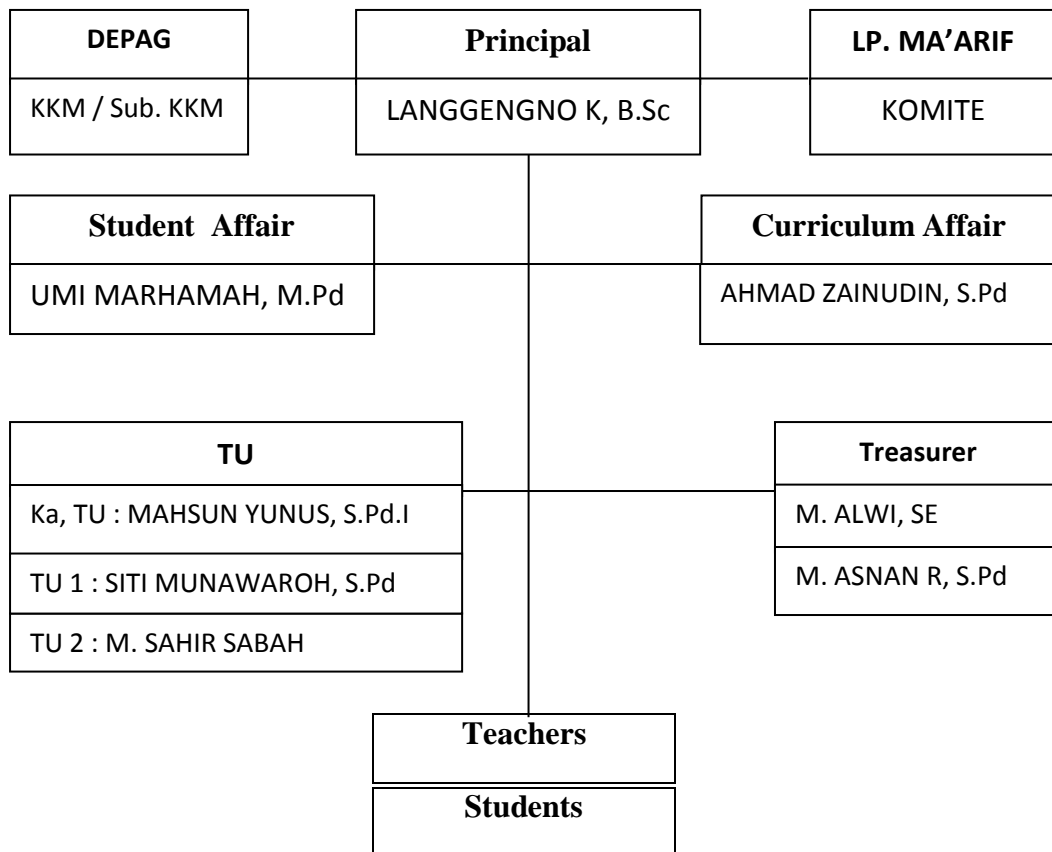 DEPAG
KKM / Sub. KKM
Principal
LANGGENGNO K, B.Sc
LP. MA’ARIF
KOMITE
Student Affair
UMI MARHAMAH, M.Pd
Curriculum Affair
AHMAD ZAINUDIN, S.Pd
TU
Ka, TU : MAHSUN YUNUS, S.Pd.I
TU 1 : SITI MUNAWAROH, S.Pd
TU 2 : M. SAHIR SABAH
Treasurer
M. ALWI, SE
M. ASNAN R, S.Pd
Teachers
Students